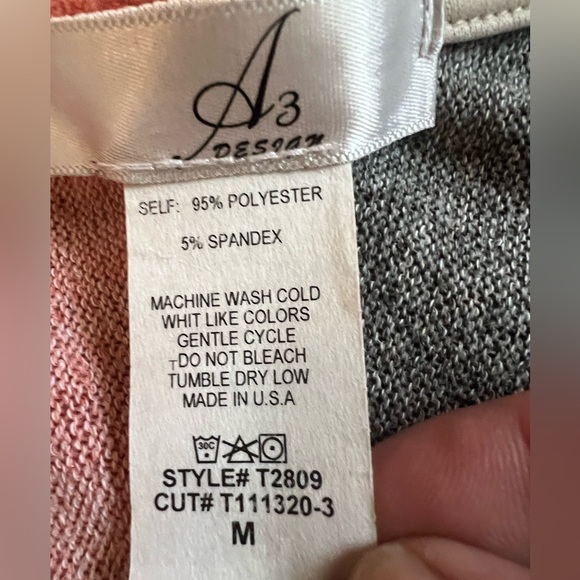 A3
DESIGN
SELF: 95% POLYESTER
5% SPANDEX
MACHINE WASH COLD
WHIT LIKE COLORS
GENTLE CYCLE
TDO NOT BLEACH
TUMBLE DRY LOW
MADE IN U.S.A
30C
STYLE# T2809
CUT# T111320-3
M